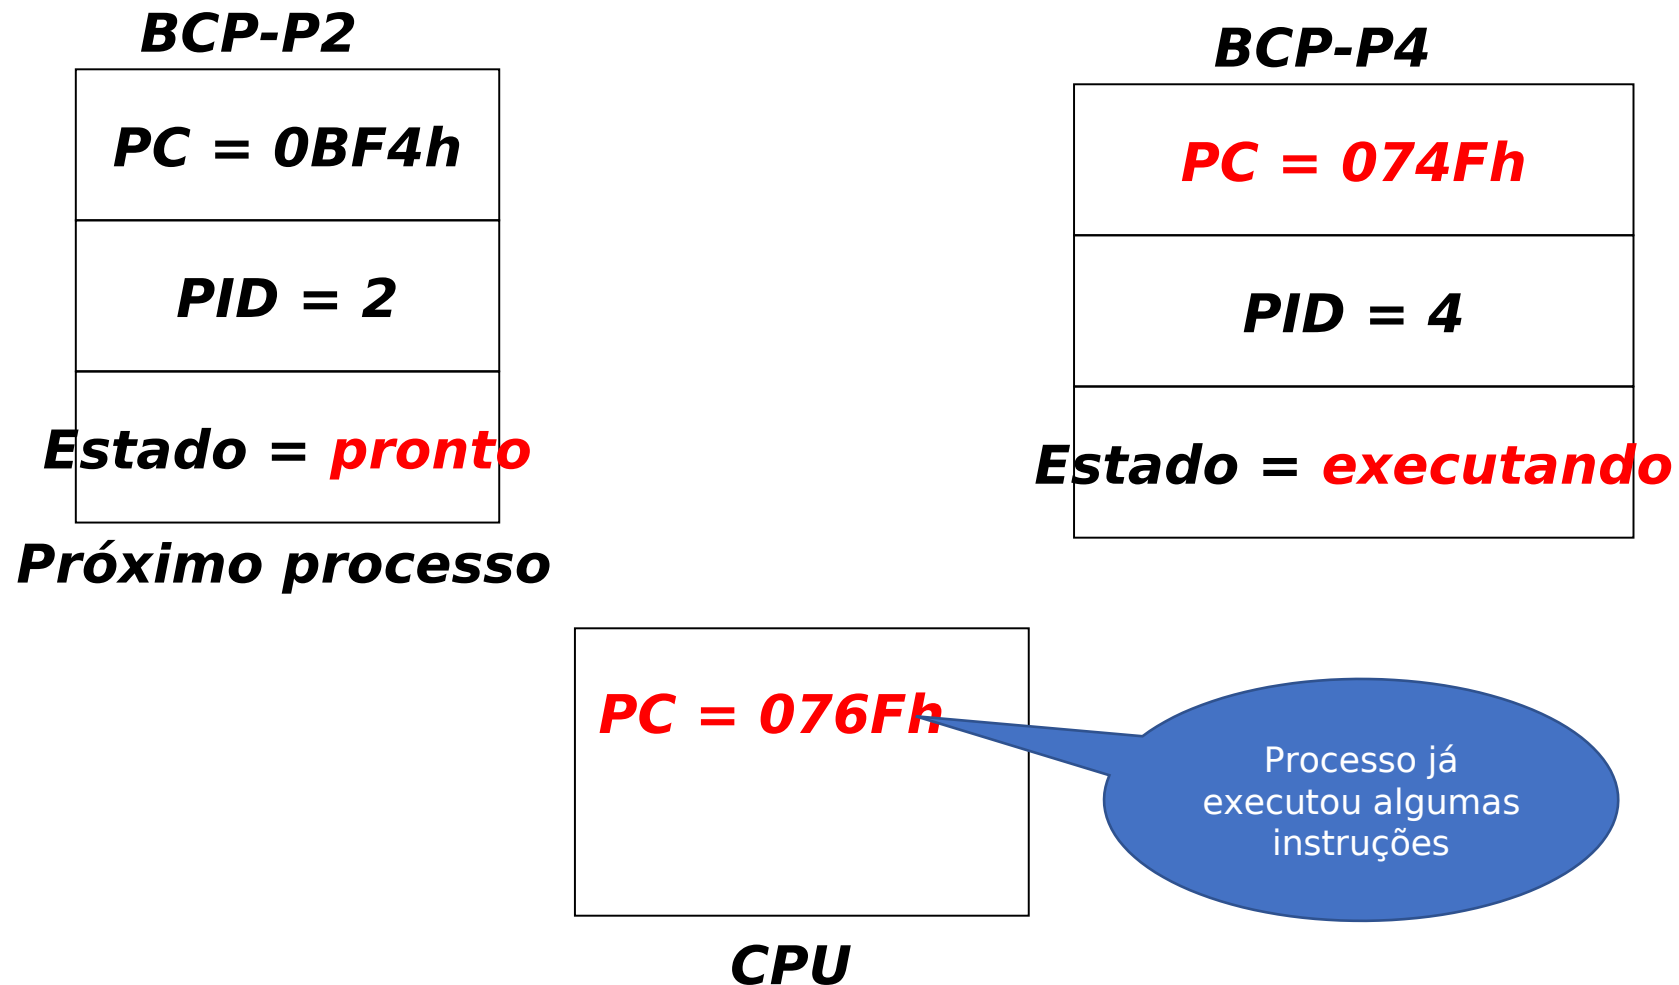 BCP-P2
PC = 0BF4h
PID = 2
Estado = pronto
Próximo processo
BCP-P4
PC = 074Fh
PID = 4
Estado = executando
PC = 076Fh
CPU
Processo já
executou algumas
instruções